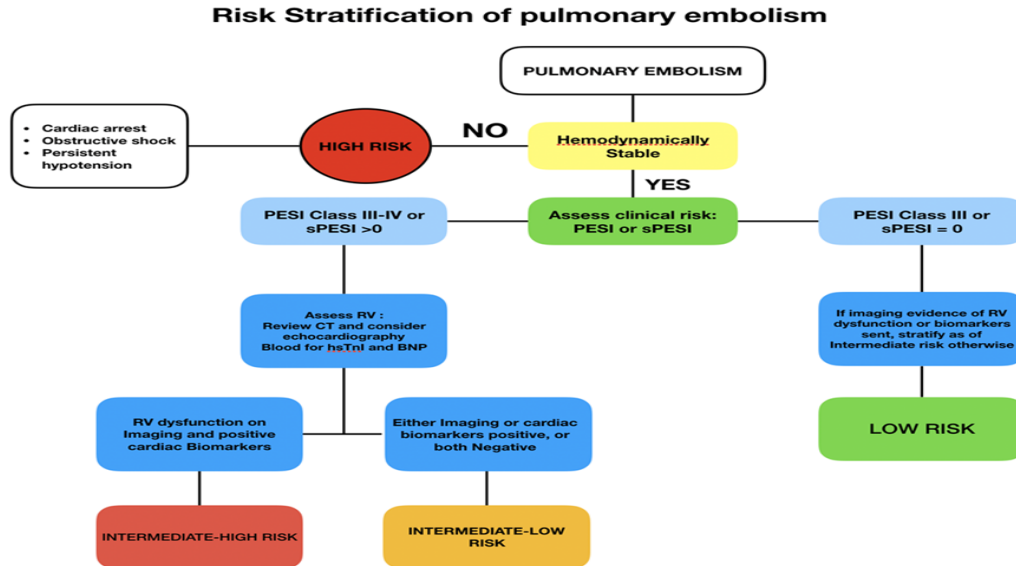 Risk Stratification of pulmonary embolism
PULMONARY EMBOLISM
• Cardiac arrest
• Obstructive shock
• Persistent
hypotension
HIGH RISK
NO
Hemodynamically
Stable
YES
PESI Class III-IV or
sPESI >0
Assess clinical risk:
PESI or sPESI
PESI Class III or
sPESI = 0
Assess RV :
Review CT and consider
echocardiography
Blood for hsTnI and BNP
If imaging evidence of RV
dysfunction or biomarkers
sent, stratify as of
Intermediate risk otherwise
RV dysfunction on
Imaging and positive
cardiac Biomarkers
Either Imaging or cardiac
biomarkers positive, or
both Negative
LOW RISK
INTERMEDIATE-HIGH RISK
INTERMEDIATE-LOW
RISK